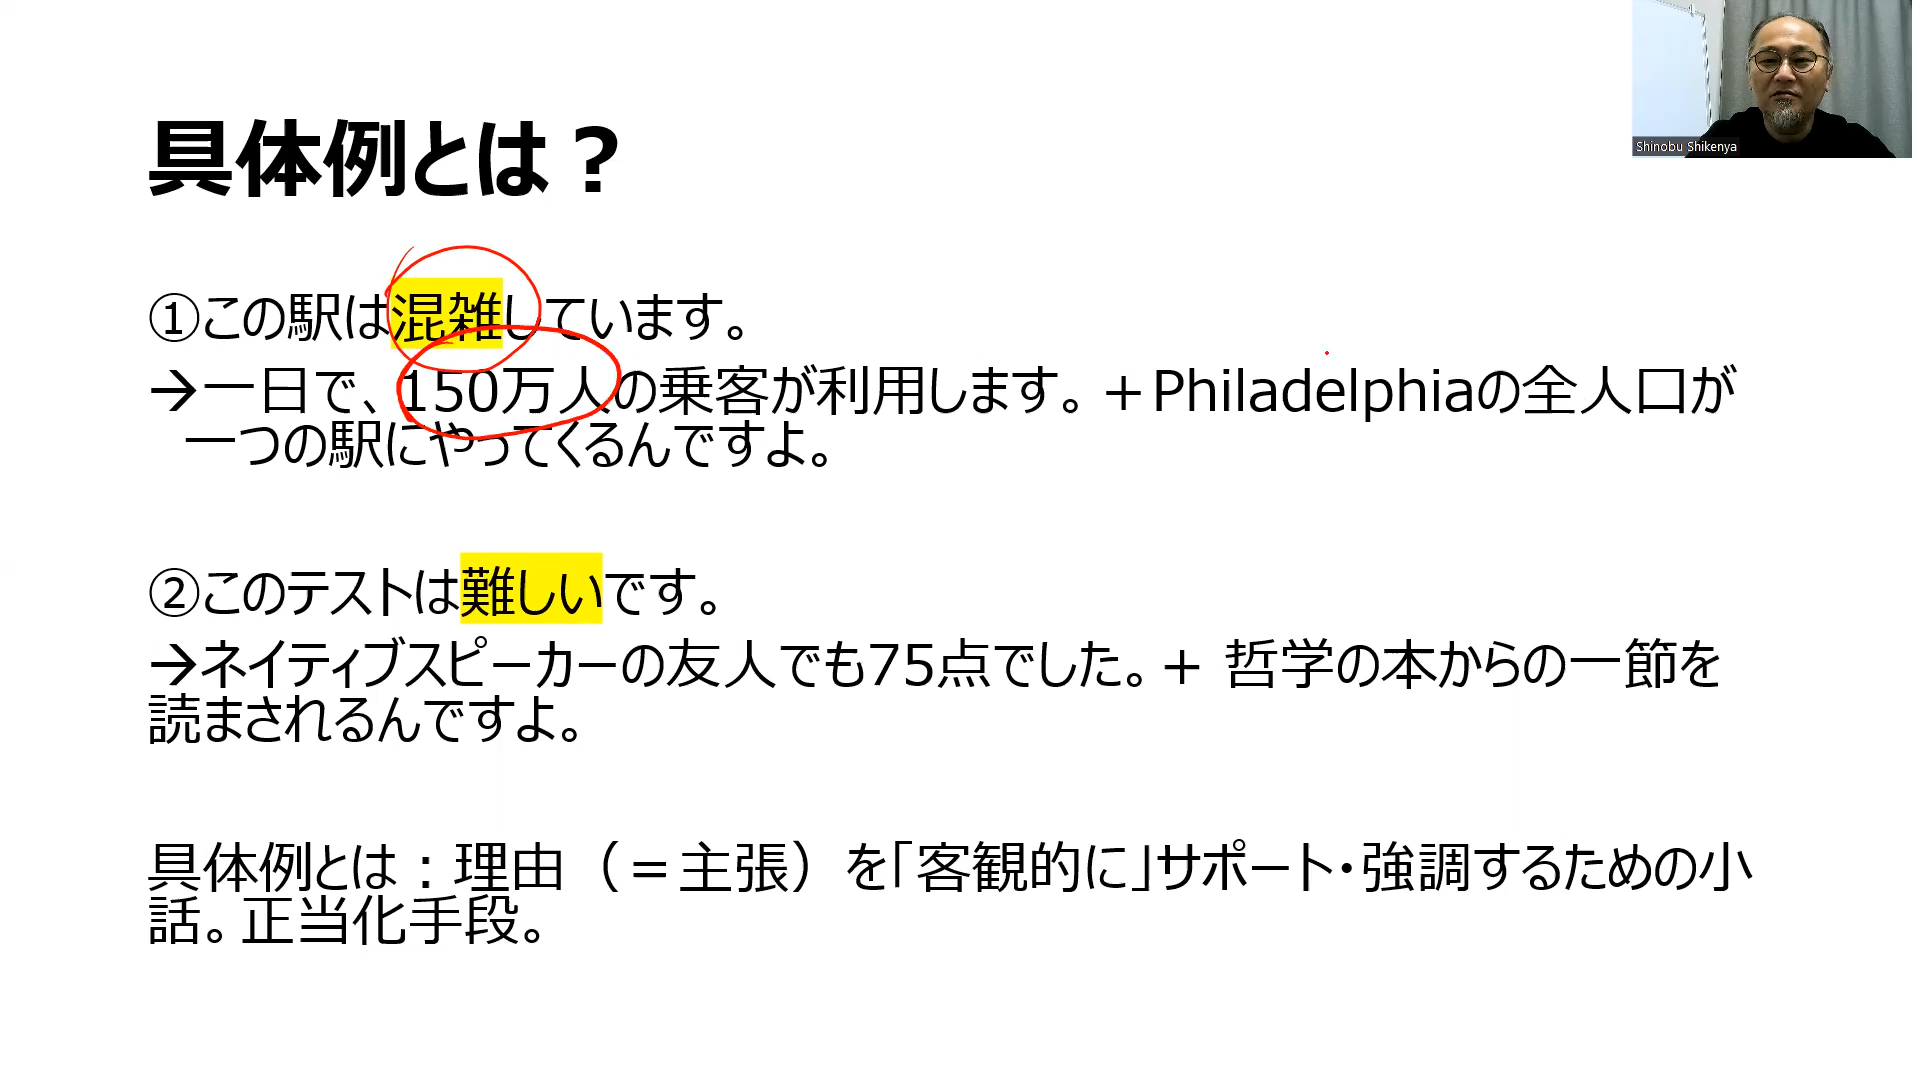 Shinobu Shikenya
具体例とは？
①この駅は混雑しています。
→一日で、150万人の乗客が利用します。＋Philadelphiaの全人口が
一つの駅にやってくるんですよ。
②このテストは難しいです。
→ネイティブスピーカーの友人でも75点でした。＋ 哲学の本からの一節を
読まされるんですよ。
具体例とは：理由（＝主張）を「客観的に」サポート・強調するための小
話。正当化手段。